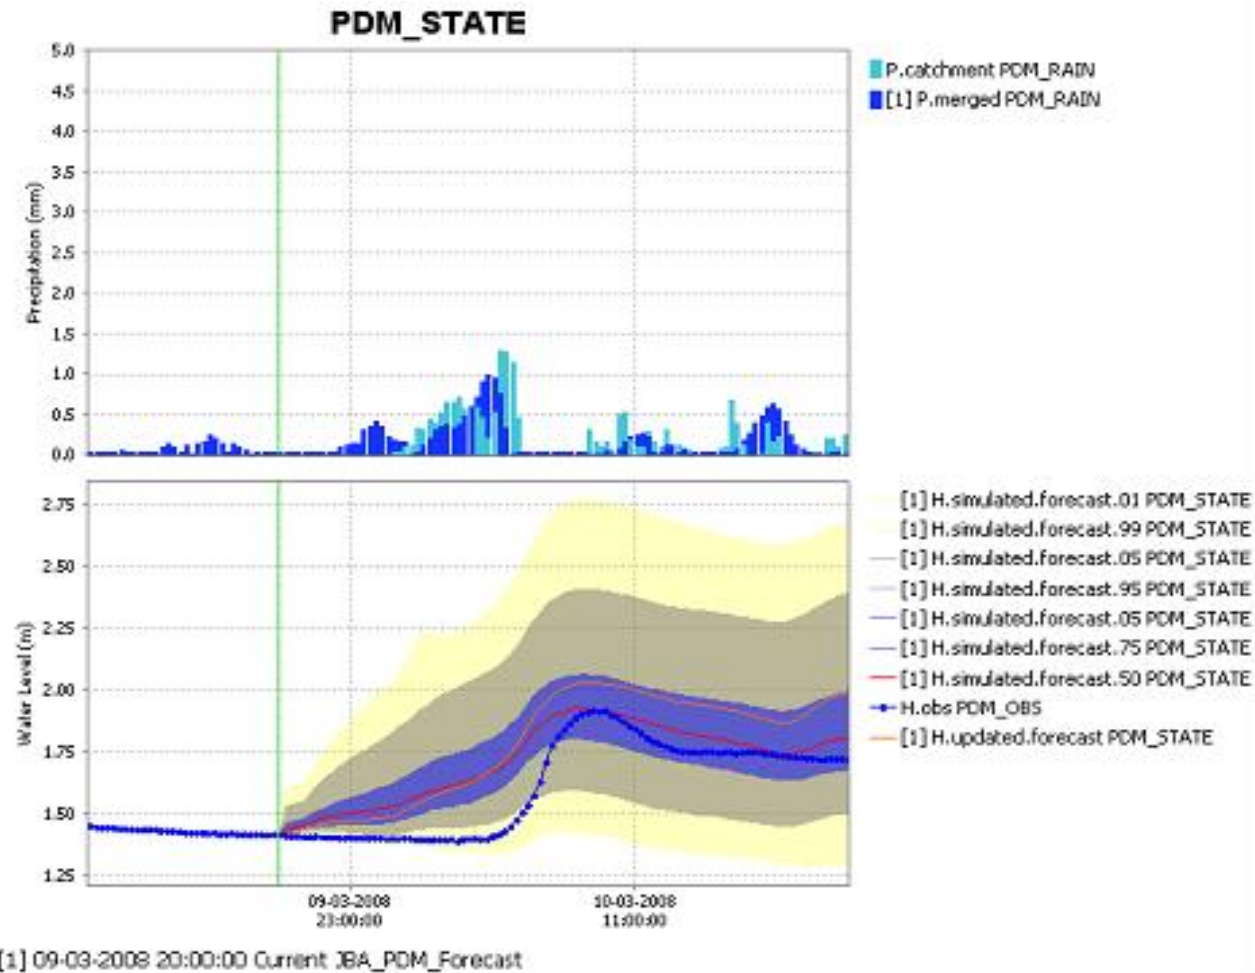 PDM_STATE
5.0
4.5
4.0
3.5
3.0
2.5
2.0
1.5
1.0
0.5
0.0
Precipitation (mm)
P.catchment PDM_RAIN
[1] P.merged PDM_RAIN
2.75
2.50
2.25
2.00
1.75
1.50
1.25
Water Level (m)
[1] H.simulated.forecast.01 PDM_STATE
[1] H.simulated.forecast.99 PDM_STATE
[1] H.simulated.forecast.05 PDM_STATE
[1] H.simulated.forecast.95 PDM_STATE
[1] H.simulated.forecast.05 PDM_STATE
[1] H.simulated.forecast.75 PDM_STATE
[1] H.simulated.forecast.50 PDM_STATE
H.obs PDM_OBS
[1] H.updated.forecast PDM_STATE
09-03-2008
23:00:00
10-03-2008
11:00:00
[1] 09-03-2008 20:00:00 Current JBA_PDM_Forecast